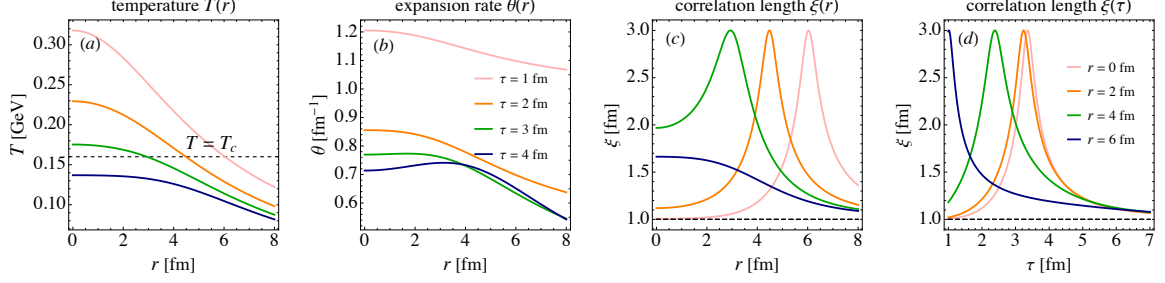 temperature T(r)
(a)
T = T_c
T [GeV]
0.30
0.25
0.20
0.15
0.10
0 2 4 6 8
r [fm]
expansion rate θ(r)
(b)
τ = 1 fm
τ = 2 fm
τ = 3 fm
τ = 4 fm
θ [fm⁻¹]
1.2
1.1
1.0
0.9
0.8
0.7
0.6
0 2 4 6 8
r [fm]
correlation length ξ(r)
(c)
ξ [fm]
3.0
2.5
2.0
1.5
1.0
0 2 4 6 8
r [fm]
correlation length ξ(τ)
(d)
r = 0 fm
r = 2 fm
r = 4 fm
r = 6 fm
ξ [fm]
3.0
2.5
2.0
1.5
1.0
1 2 3 4 5 6 7
τ [fm]